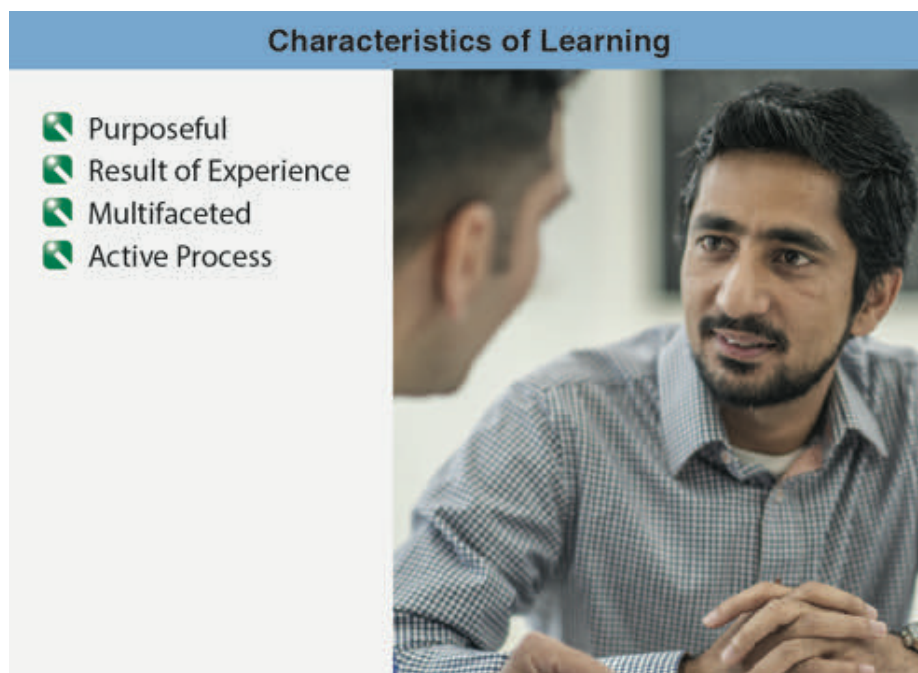 Characteristics of Learning
Purposeful
Result of Experience
Multifaceted
Active Process